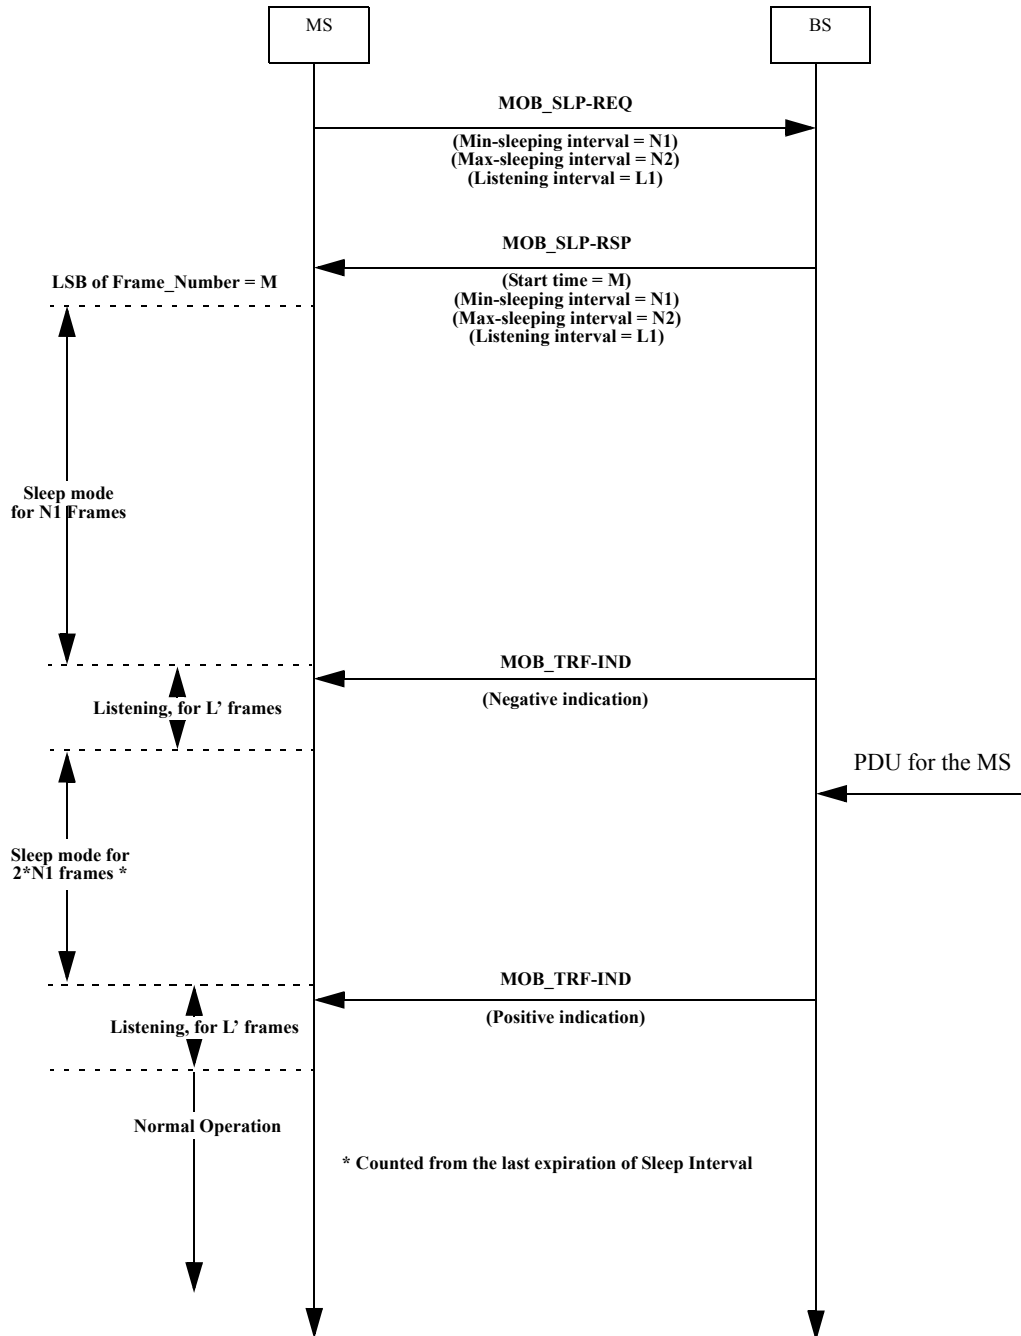 MS
BS
MOB_SLP-REQ
(Min-sleeping interval = N1)
(Max-sleeping interval = N2)
(Listening interval = L1)
MOB_SLP-RSP
LSB of Frame_Number = M
(Start time = M)
(Min-sleeping interval = N1)
(Max-sleeping interval = N2)
(Listening interval = L1)
Sleep mode
for N1 Frames
MOB_TRF-IND
(Negative indication)
Listening, for L’ frames
PDU for the MS
Sleep mode for
2*N1 frames *
MOB_TRF-IND
(Positive indication)
Listening, for L’ frames
Normal Operation
* Counted from the last expiration of Sleep Interval